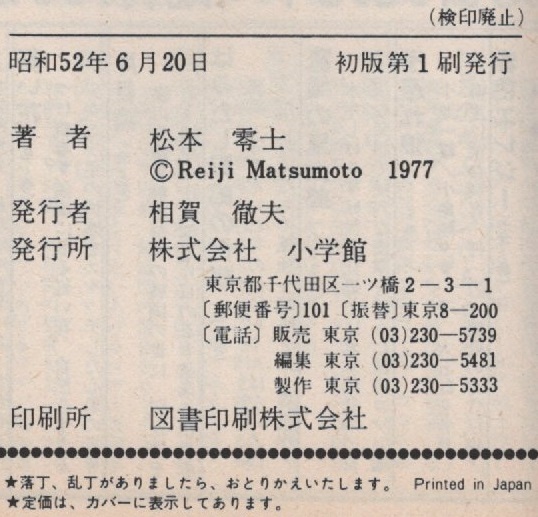 （検印廃止）
昭和52年6月20日　初版第1刷発行
著　者　松本　零士
©Reiji Matsumoto　1977
発行者　相賀　徹夫
発行所　株式会社　小学館
東京都千代田区一ツ橋2－3－1
〔郵便番号〕101〔振替〕東京8―200
〔電話〕販売　東京（03）230―5739
編集　東京（03）230―5481
製作　東京（03）230―5333
印刷所　図書印刷株式会社
★落丁、乱丁がありましたら、おとりかえいたします。　Printed in Japan
★定価は、カバーに表示してあります。